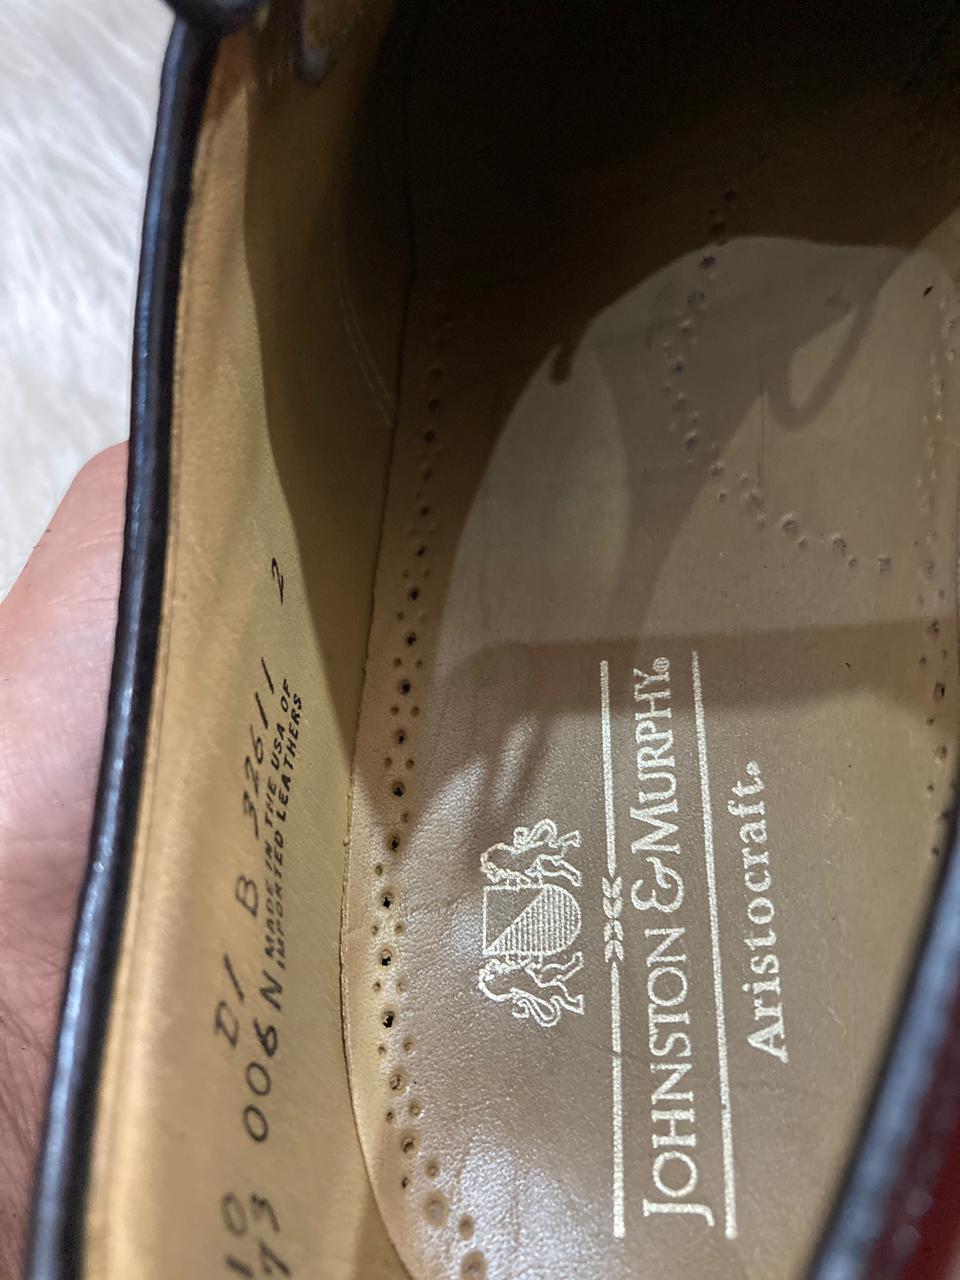 10 D/ B 3261/ 2
73 006N MADE IN THE USA OF
IMPORTED LEATHERS
JOHNSTON & MURPHY®
Aristocraft®